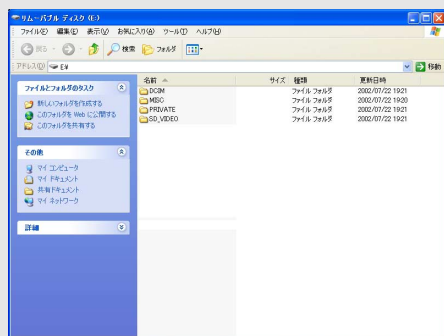 リムーバブル ディスク (E:)
ファイル(F) 編集(E) 表示(V) お気に入り(A) ツール(T) ヘルプ(H)
戻る 検索 フォルダ
アドレス(D) E:¥ 移動
ファイルとフォルダのタスク
新しいフォルダを作成する
このフォルダを Web に公開する
このフォルダを共有する
その他
マイ コンピュータ
マイ ドキュメント
共有ドキュメント
マイ ネットワーク
詳細
名前 サイズ 種類 更新日時
DCIM ファイル フォルダ 2002/07/22 19:21
MISC ファイル フォルダ 2002/07/22 19:20
PRIVATE ファイル フォルダ 2002/07/22 19:21
SD_VIDEO ファイル フォルダ 2002/07/22 19:21